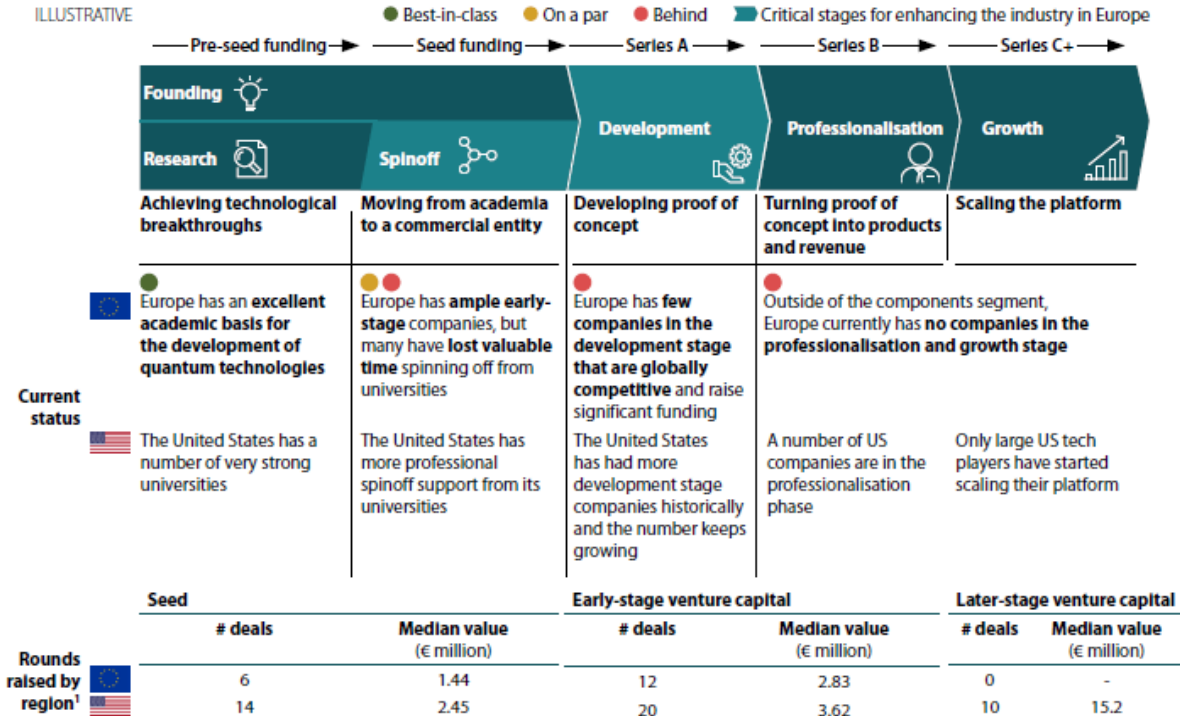 ILLUSTRATIVE
Best-in-class
On a par
Behind
Critical stages for enhancing the industry in Europe
Pre-seed funding
Seed funding
Series A
Series B
Series C+
Founding
Research
Spinoff
Development
Professionalisation
Growth
Achieving technological
breakthroughs
Moving from academia
to a commercial entity
Developing proof of
concept
Turning proof of
concept into products
and revenue
Scaling the platform
Current
status
Europe has an excellent
academic basis for
the development of
quantum technologies
Europe has ample early-
stage companies, but
many have lost valuable
time spinning off from
universities
Europe has few
companies in the
development stage
that are globally
competitive and raise
significant funding
Outside of the components segment,
Europe currently has no companies in the
professionalisation and growth stage
The United States has a
number of very strong
universities
The United States has
more professional
spinoff support from its
universities
The United States
has had more
development stage
companies historically
and the number keeps
growing
A number of US
companies are in the
professionalisation
phase
Only large US tech
players have started
scaling their platform
Seed
Early-stage venture capital
Later-stage venture capital
# deals
Median value
(€ million)
# deals
Median value
(€ million)
# deals
Median value
(€ million)
Rounds
raised by
region1
6
1.44
12
2.83
0
-
14
2.45
20
3.62
10
15.2